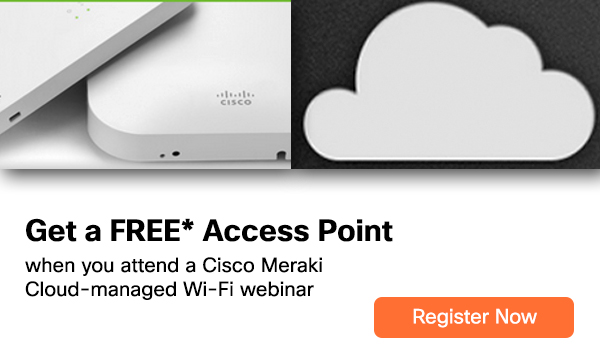 CISCO
Get a FREE* Access Point
when you attend a Cisco Meraki
Cloud-managed Wi-Fi webinar
Register Now